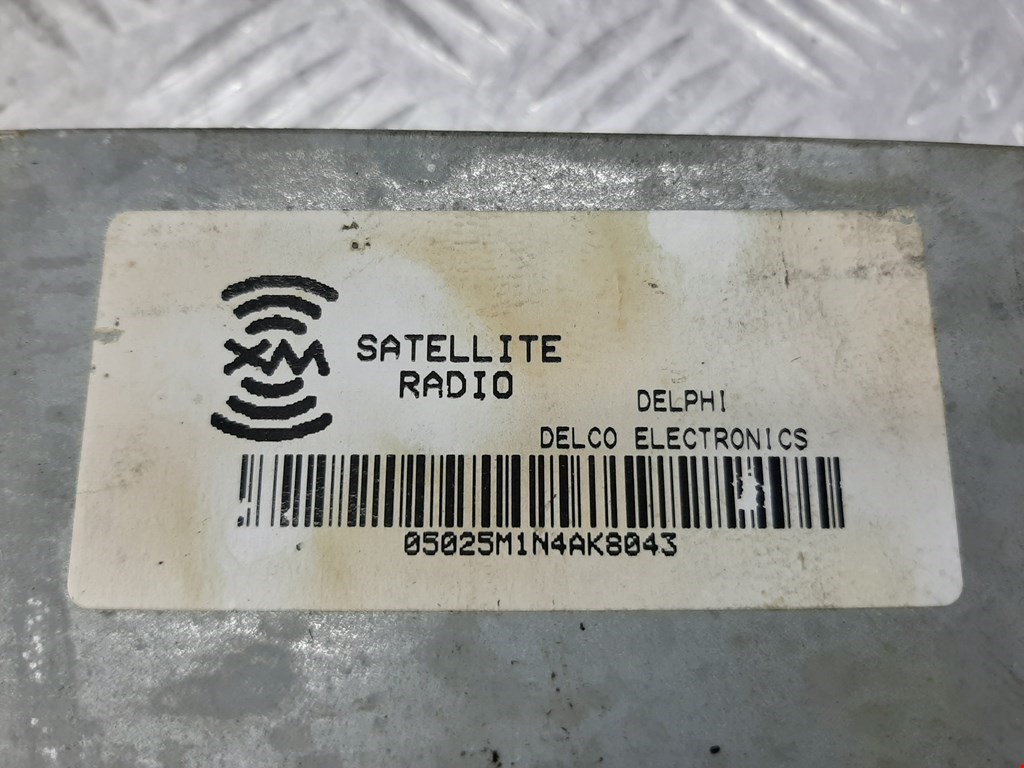 XM
SATELLITE
RADIO
DELPHI
DELCO ELECTRONICS
05025M1N4AK8043